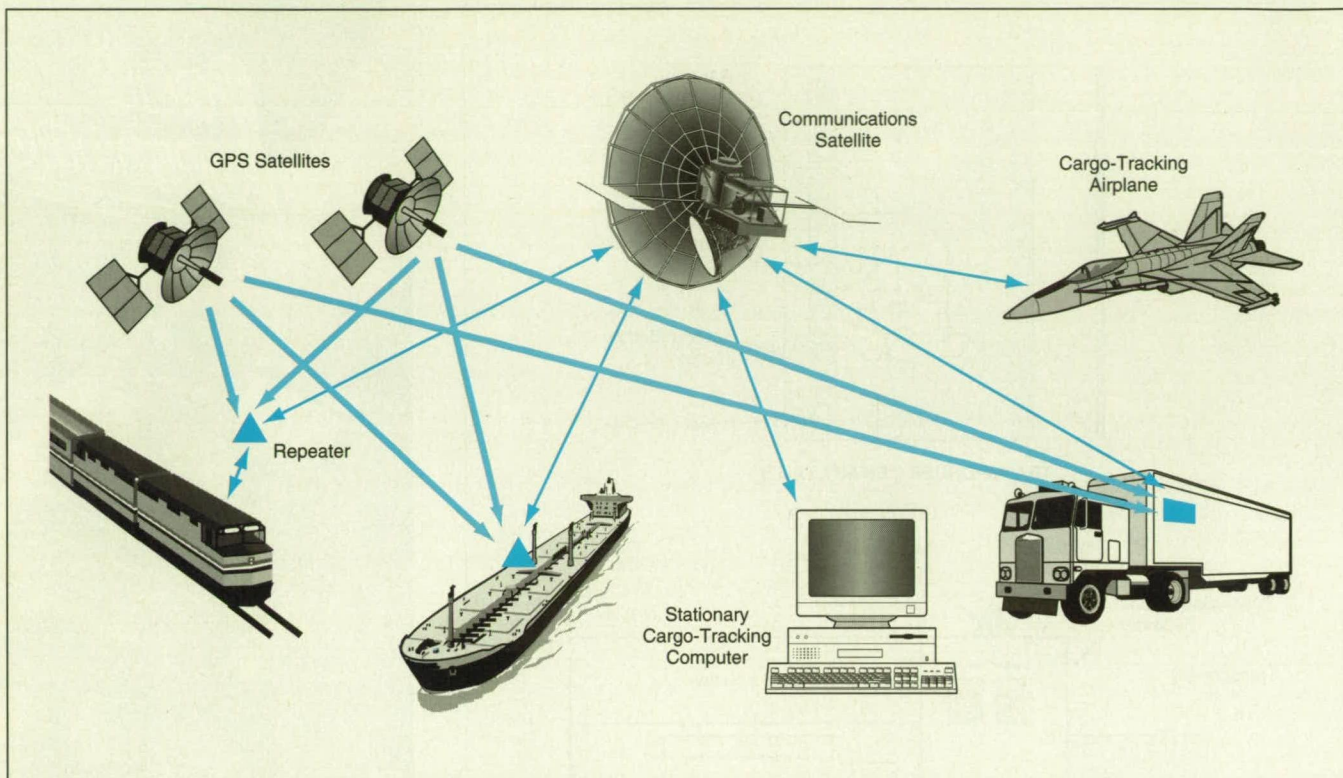 GPS Satellites
Communications
Satellite
Cargo-Tracking
Airplane
Repeater
Stationary
Cargo-Tracking
Computer